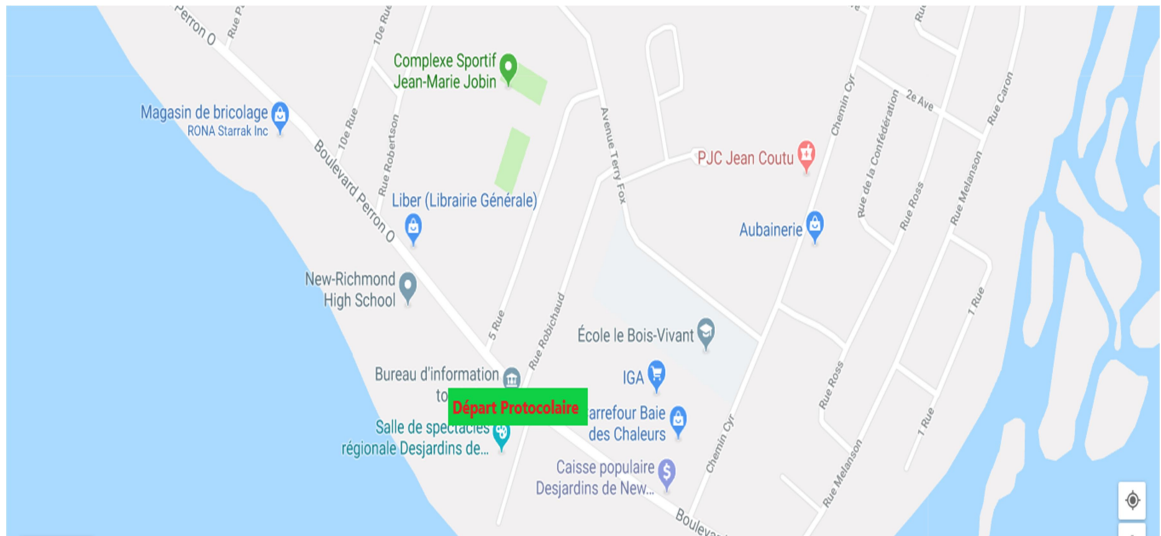 Perron O
Rue P
10e Rue
Complexe Sportif
Jean-Marie Jobin
Magasin de bricolage
RONA Starrak Inc
10e Rue
Rue Robertson
Boulevard Perron O
Avenue Terry Fox
Chemin Cyr
2e Ave
Rue Caron
PJC Jean Coutu
Rue de la Confédération
Rue Ross
Rue Melanson
Liber (Librairie Générale)
Aubainerie
New-Richmond
High School
5 Rue
Rue Robichaud
1 Rue
École le Bois-Vivant
Bureau d'information
to
IGA
Rue Ross
Départ Protocolaire
arrefour Baie
des Chaleurs
Salle de spectacles
régionale Desjardins de...
1 Rue
Chemin Cyr
Caisse populaire
Desjardins de New...
Rue Melanson
Boulev